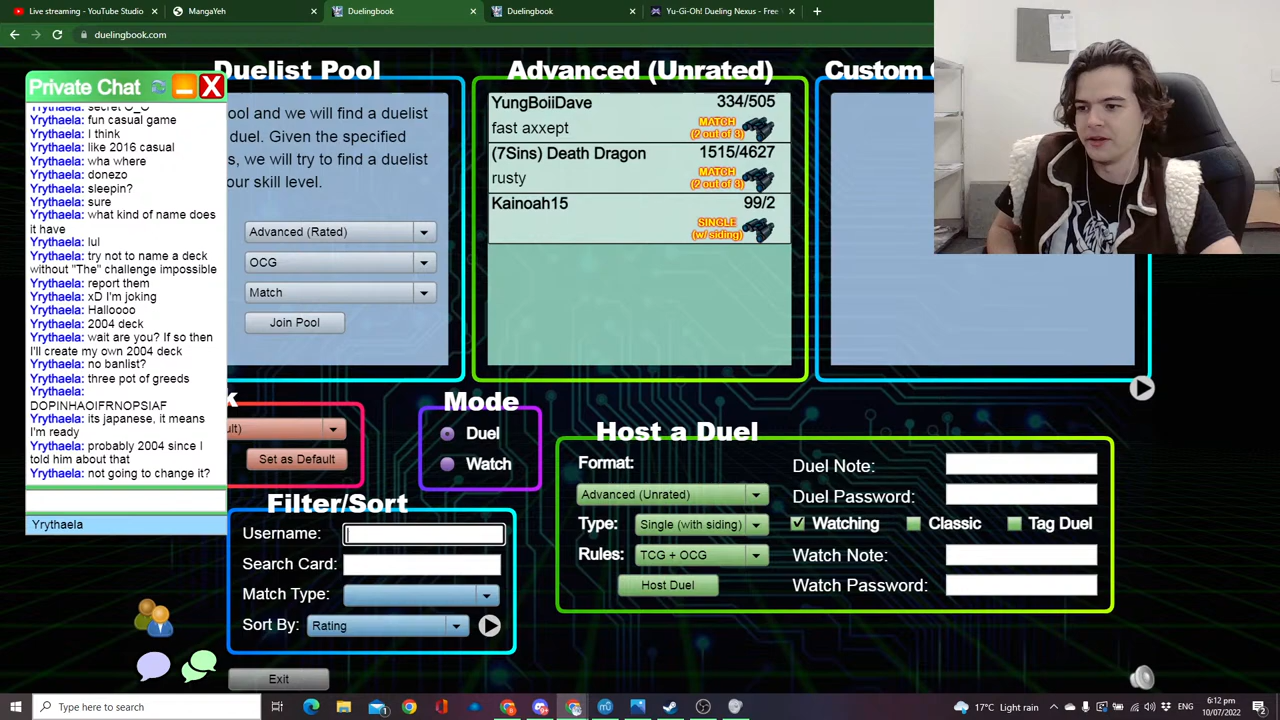 Live streaming - YouTube Studio
MangaYeh
Duelingbook
Duelingbook
Yu-Gi-Oh! Dueling Nexus - Free
duelingbook.com
Private Chat
X
Yrythaela: secret O_O
Yrythaela: fun casual game
Yrythaela: I think
Yrythaela: like 2016 casual
Yrythaela: wha where
Yrythaela: donezo
Yrythaela: sleepin?
Yrythaela: sure
Yrythaela: what kind of name does
it have
Yrythaela: lul
Yrythaela: try not to name a deck
without "The" challenge impossible
Yrythaela: report them
Yrythaela: xD I'm joking
Yrythaela: Halloooo
Yrythaela: 2004 deck
Yrythaela: wait are you? If so then
I'll create my own 2004 deck
Yrythaela: no banlist?
Yrythaela: three pot of greeds
Yrythaela:
DOPINHAOIFRNOPSIAF
Yrythaela: its japanese, it means
I'm ready
Yrythaela: probably 2004 since I
told him about that
Yrythaela: not going to change it?
Yrythaela
Duelist Pool
ool and we will find a duelist
duel. Given the specified
s, we will try to find a duelist
our skill level.
Advanced (Rated)
OCG
Match
Join Pool
Advanced (Unrated)
YungBoiiDave 334/505
fast axxept MATCH
(2 out of 3)
(7Sins) Death Dragon 1515/4627
rusty MATCH
(2 out of 3)
Kainoah15 99/2
SINGLE
(w/ siding)
Custom
k
ult)
Set as Default
Mode
Duel
Watch
Filter/Sort
Username:
Search Card:
Match Type:
Sort By: Rating
Exit
Host a Duel
Format:
Advanced (Unrated)
Type: Single (with siding)
Rules: TCG + OCG
Host Duel
Duel Note:
Duel Password:
Watching Classic Tag Duel
Watch Note:
Watch Password:
Type here to search
17°C Light rain
6:12 pm
10/07/2022